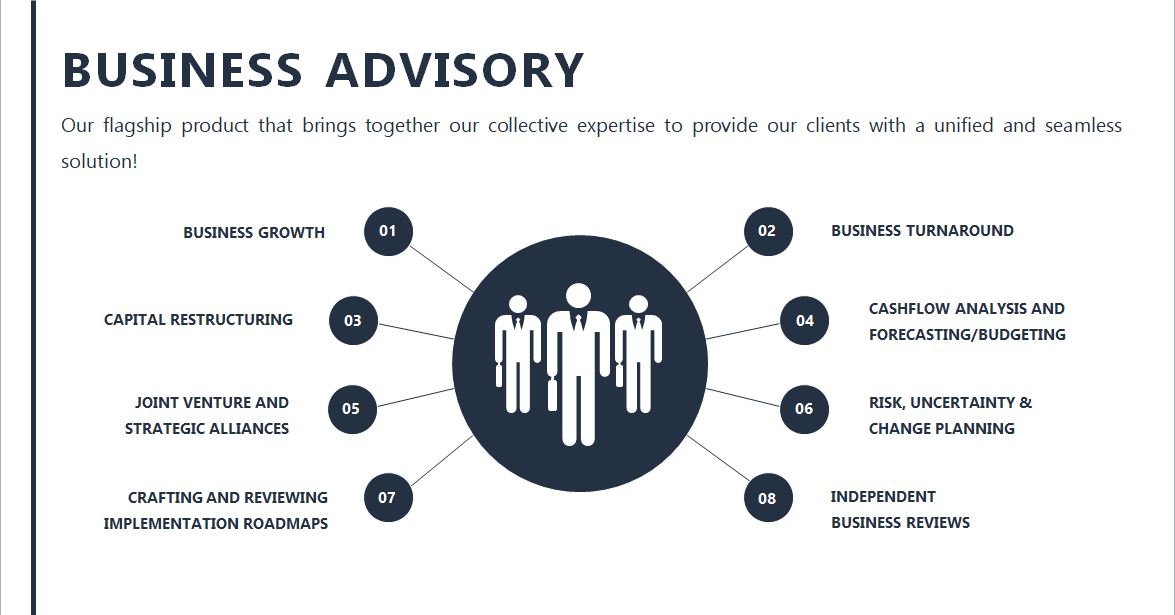 BUSINESS ADVISORY
Our flagship product that brings together our collective expertise to provide our clients with a unified and seamless
solution!
BUSINESS GROWTH
01
02
BUSINESS TURNAROUND
CAPITAL RESTRUCTURING
03
04
CASHFLOW ANALYSIS AND
FORECASTING/BUDGETING
JOINT VENTURE AND
STRATEGIC ALLIANCES
05
06
RISK, UNCERTAINTY &
CHANGE PLANNING
CRAFTING AND REVIEWING
IMPLEMENTATION ROADMAPS
07
08
INDEPENDENT
BUSINESS REVIEWS